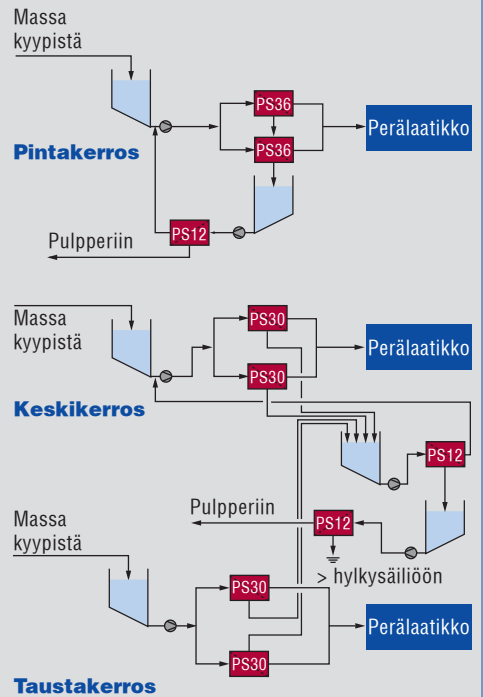 Massa
kyypistä
PS36
PS36
Perälaatikko
Pintakerros
PS12
Pulpperiin
Massa
kyypistä
PS30
PS30
Perälaatikko
Keskikerros
PS12
Pulpperiin
PS12
> hylkysäiliöön
Massa
kyypistä
PS30
PS30
Perälaatikko
Taustakerros